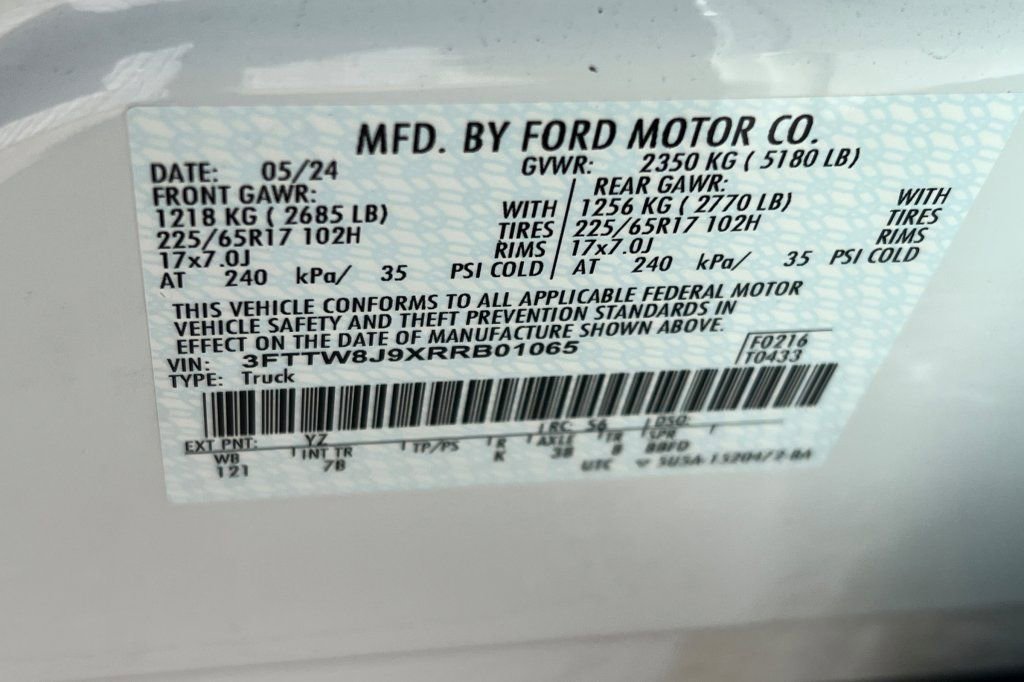 MFD. BY FORD MOTOR CO.
DATE: 05/24 GVWR: 2350 KG ( 5180 LB)
FRONT GAWR: REAR GAWR:
1218 KG ( 2685 LB) WITH 1256 KG ( 2770 LB) WITH
225/65R17 102H TIRES 225/65R17 102H TIRES
17x7.0J RIMS 17x7.0J RIMS
AT 240 kPa/ 35 PSI COLD AT 240 kPa/ 35 PSI COLD
THIS VEHICLE CONFORMS TO ALL APPLICABLE FEDERAL MOTOR
VEHICLE SAFETY AND THEFT PREVENTION STANDARDS IN
EFFECT ON THE DATE OF MANUFACTURE SHOWN ABOVE.
VIN: 3FTTW8J9XRRB01065 F0216
TYPE: Truck T0433
EXT PNT: YZ RC: 56 DSO:
WB INT TR TP/PS R AXLE TR SPR
121 7B K 38 B BBFD
UTC